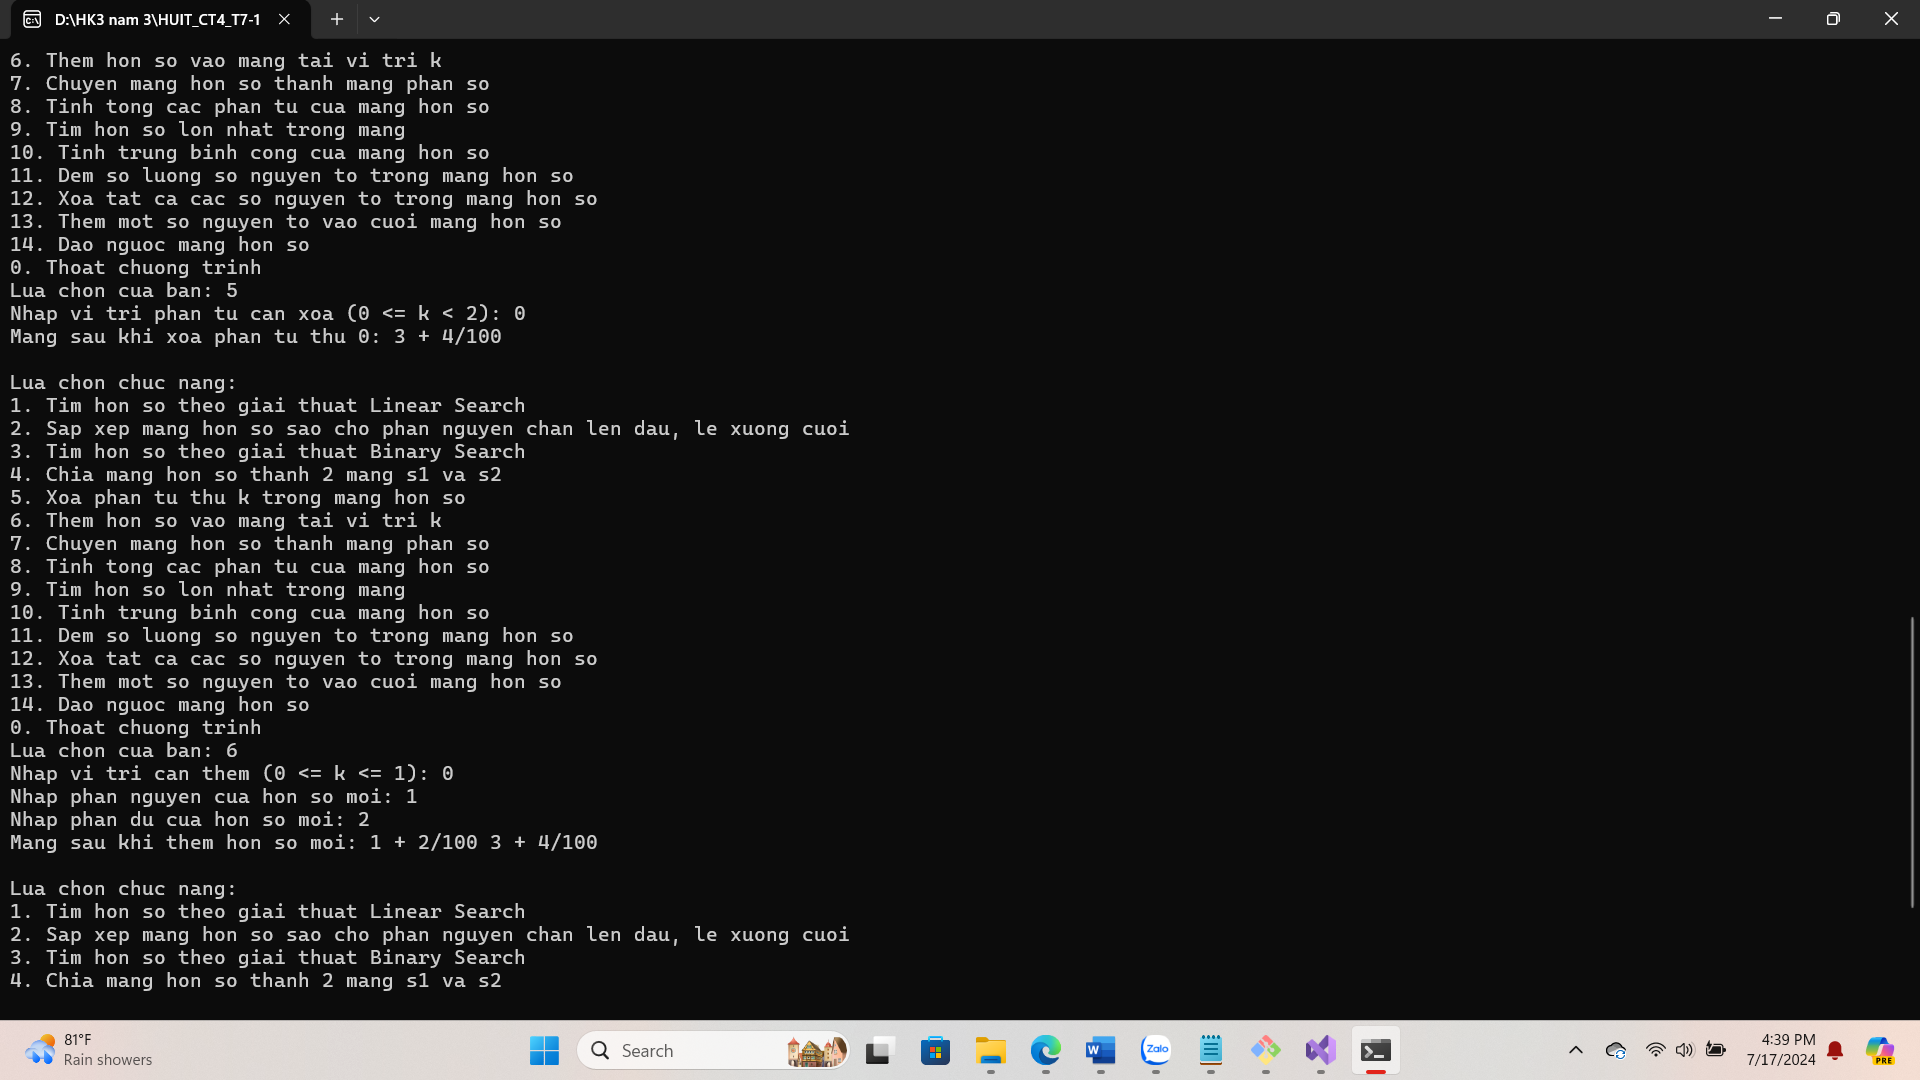 D:\HK3 nam 3\HUIT_CT4_T7-1
6. Them hon so vao mang tai vi tri k
7. Chuyen mang hon so thanh mang phan so
8. Tinh tong cac phan tu cua mang hon so
9. Tim hon so lon nhat trong mang
10. Tinh trung binh cong cua mang hon so
11. Dem so luong so nguyen to trong mang hon so
12. Xoa tat ca cac so nguyen to trong mang hon so
13. Them mot so nguyen to vao cuoi mang hon so
14. Dao nguoc mang hon so
0. Thoat chuong trinh
Lua chon cua ban: 5
Nhap vi tri phan tu can xoa (0 <= k < 2): 0
Mang sau khi xoa phan tu thu 0: 3 + 4/100
Lua chon chuc nang:
1. Tim hon so theo giai thuat Linear Search
2. Sap xep mang hon so sao cho phan nguyen chan len dau, le xuong cuoi
3. Tim hon so theo giai thuat Binary Search
4. Chia mang hon so thanh 2 mang s1 va s2
5. Xoa phan tu thu k trong mang hon so
6. Them hon so vao mang tai vi tri k
7. Chuyen mang hon so thanh mang phan so
8. Tinh tong cac phan tu cua mang hon so
9. Tim hon so lon nhat trong mang
10. Tinh trung binh cong cua mang hon so
11. Dem so luong so nguyen to trong mang hon so
12. Xoa tat ca cac so nguyen to trong mang hon so
13. Them mot so nguyen to vao cuoi mang hon so
14. Dao nguoc mang hon so
0. Thoat chuong trinh
Lua chon cua ban: 6
Nhap vi tri can them (0 <= k <= 1): 0
Nhap phan nguyen cua hon so moi: 1
Nhap phan du cua hon so moi: 2
Mang sau khi them hon so moi: 1 + 2/100 3 + 4/100
Lua chon chuc nang:
1. Tim hon so theo giai thuat Linear Search
2. Sap xep mang hon so sao cho phan nguyen chan len dau, le xuong cuoi
3. Tim hon so theo giai thuat Binary Search
4. Chia mang hon so thanh 2 mang s1 va s2
81°F
Rain showers
Search
W
Zalo
4:39 PM
7/17/2024
PRE